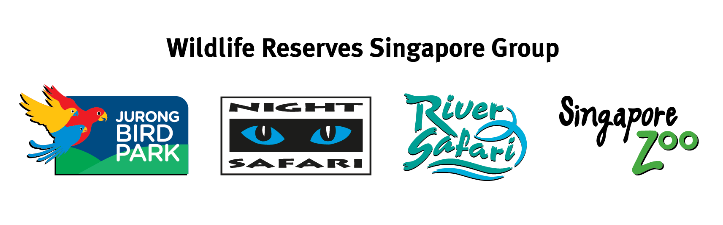 Wildlife Reserves Singapore Group
JURONG
BIRD
PARK
NIGHT
SAFARI
River
Safari
Singapore
Zoo